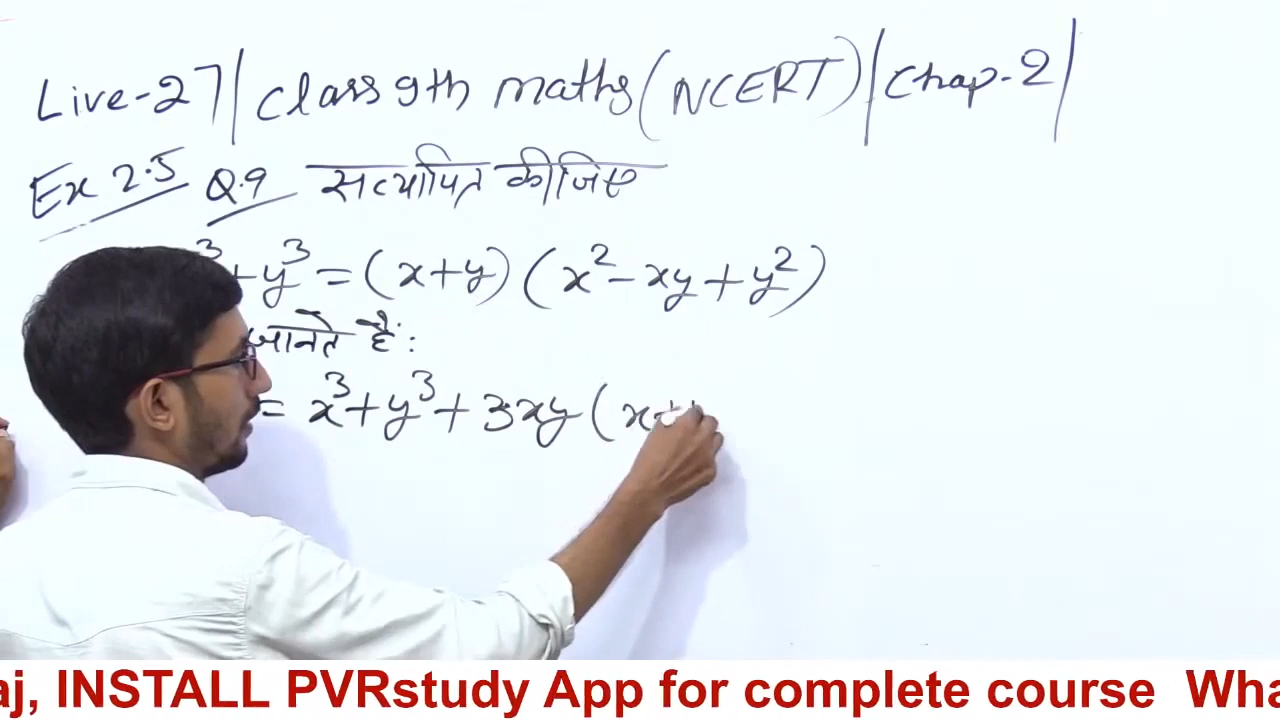 Live-27 | Class 9th maths (NCERT) | Chap-2 |
Ex 2.5 Q.9 सत्यापित कीजिए
³+y³ = (x+y) (x²-xy+y²)
जानते है:
= x³+y³+3xy(x+
aj, INSTALL PVRstudy App for complete course Wha